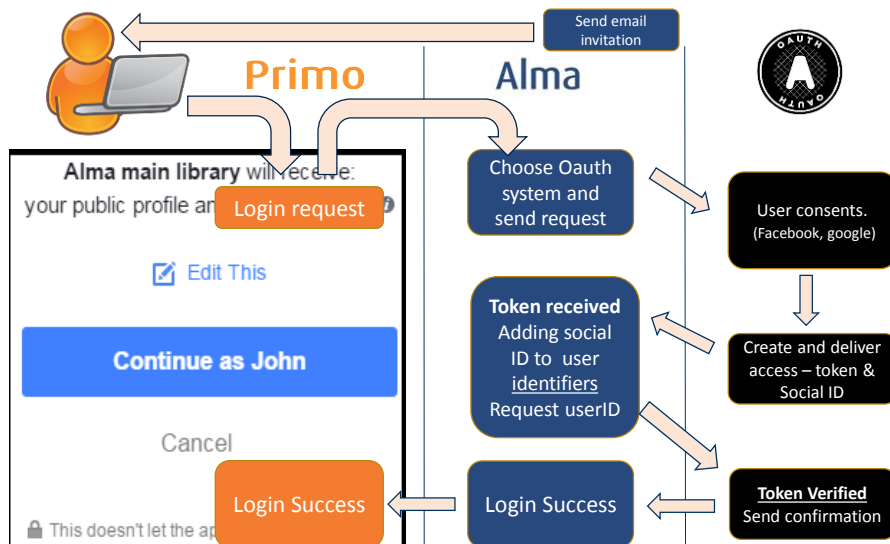 Send email
invitation
Primo
Alma
OAUTH
A
OAUTH
Alma main library will receive:
your public profile an
Login request
Choose Oauth
system and
send request
User consents.
(Facebook, google)
Edit This
Token received
Adding social
ID to user
identifiers
Request userID
Continue as John
Create and deliver
access – token &
Social ID
Cancel
Login Success
Login Success
Token Verified
Send confirmation
This doesn't let the ap